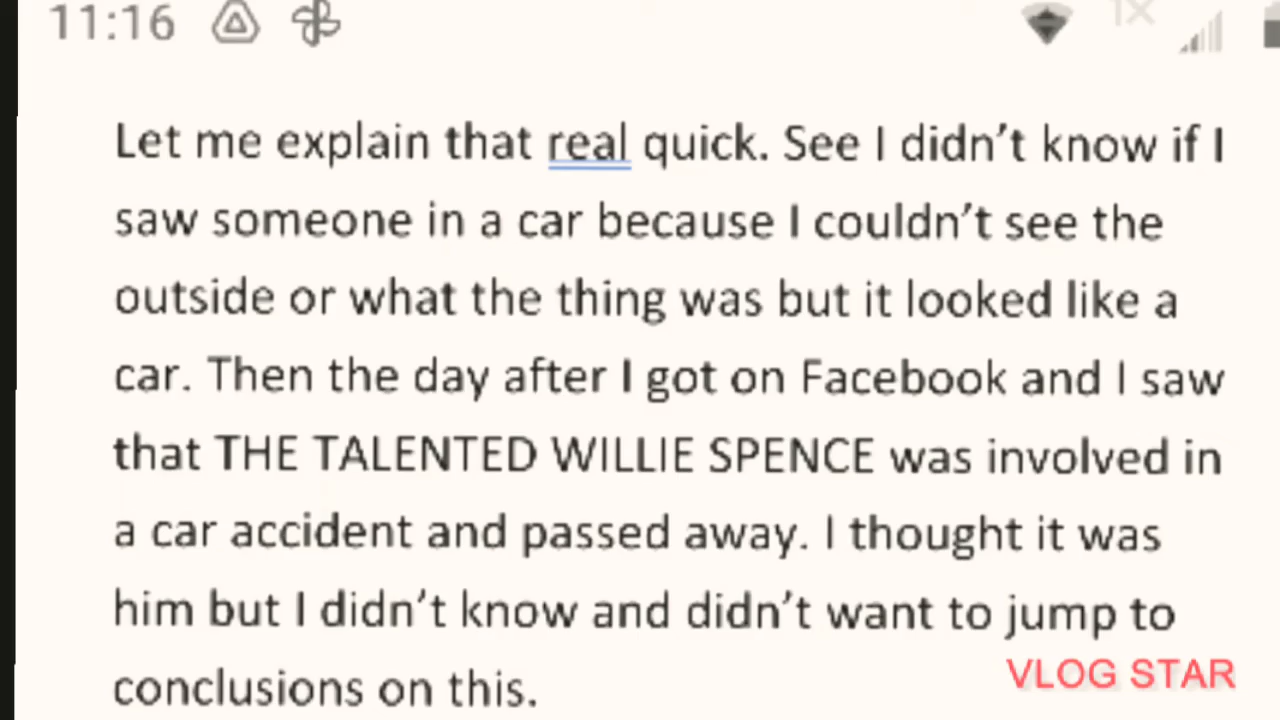 11:16
1X
Let me explain that real quick. See I didn’t know if I
saw someone in a car because I couldn’t see the
outside or what the thing was but it looked like a
car. Then the day after I got on Facebook and I saw
that THE TALENTED WILLIE SPENCE was involved in
a car accident and passed away. I thought it was
him but I didn’t know and didn’t want to jump to
conclusions on this.
VLOG STAR